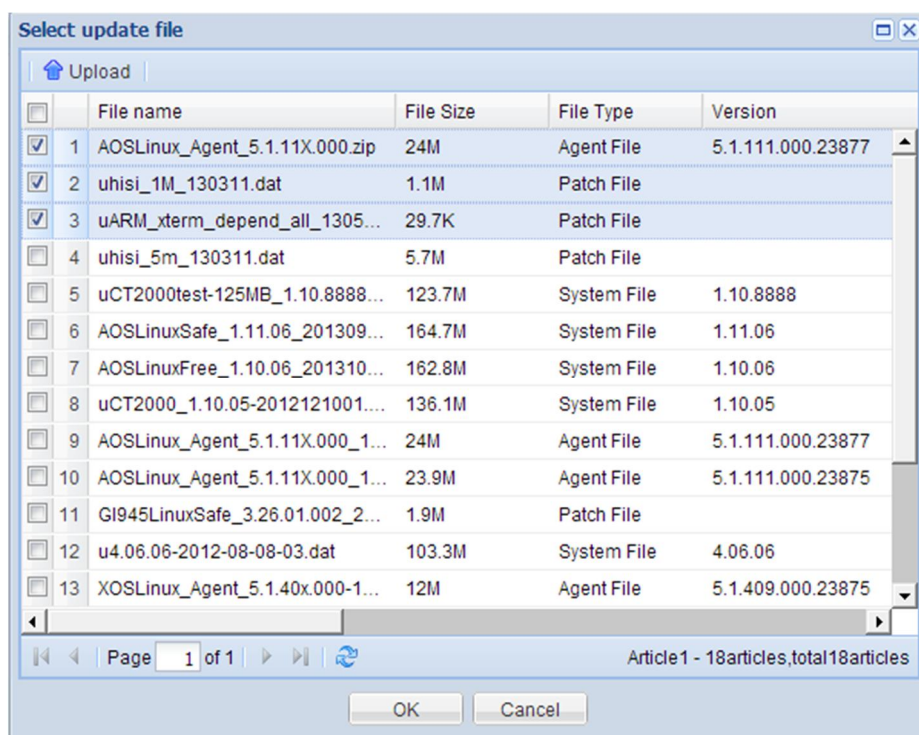 Select update file
Upload
File name File Size File Type Version
1 AOSLinux_Agent_5.1.11X.000.zip 24M Agent File 5.1.111.000.23877
2 uhisi_1M_130311.dat 1.1M Patch File
3 uARM_xterm_depend_all_1305... 29.7K Patch File
4 uhisi_5m_130311.dat 5.7M Patch File
5 uCT2000test-125MB_1.10.8888... 123.7M System File 1.10.8888
6 AOSLinuxSafe_1.11.06_201309... 164.7M System File 1.11.06
7 AOSLinuxFree_1.10.06_201310... 162.8M System File 1.10.06
8 uCT2000_1.10.05-2012121001.... 136.1M System File 1.10.05
9 AOSLinux_Agent_5.1.11X.000_1... 24M Agent File 5.1.111.000.23877
10 AOSLinux_Agent_5.1.11X.000_1... 23.9M Agent File 5.1.111.000.23875
11 GI945LinuxSafe_3.26.01.002_2... 1.9M Patch File
12 u4.06.06-2012-08-08-03.dat 103.3M System File 4.06.06
13 XOSLinux_Agent_5.1.40x.000-1... 12M Agent File 5.1.409.000.23875
Page 1 of 1 Article1 - 18articles,total18articles
OK Cancel